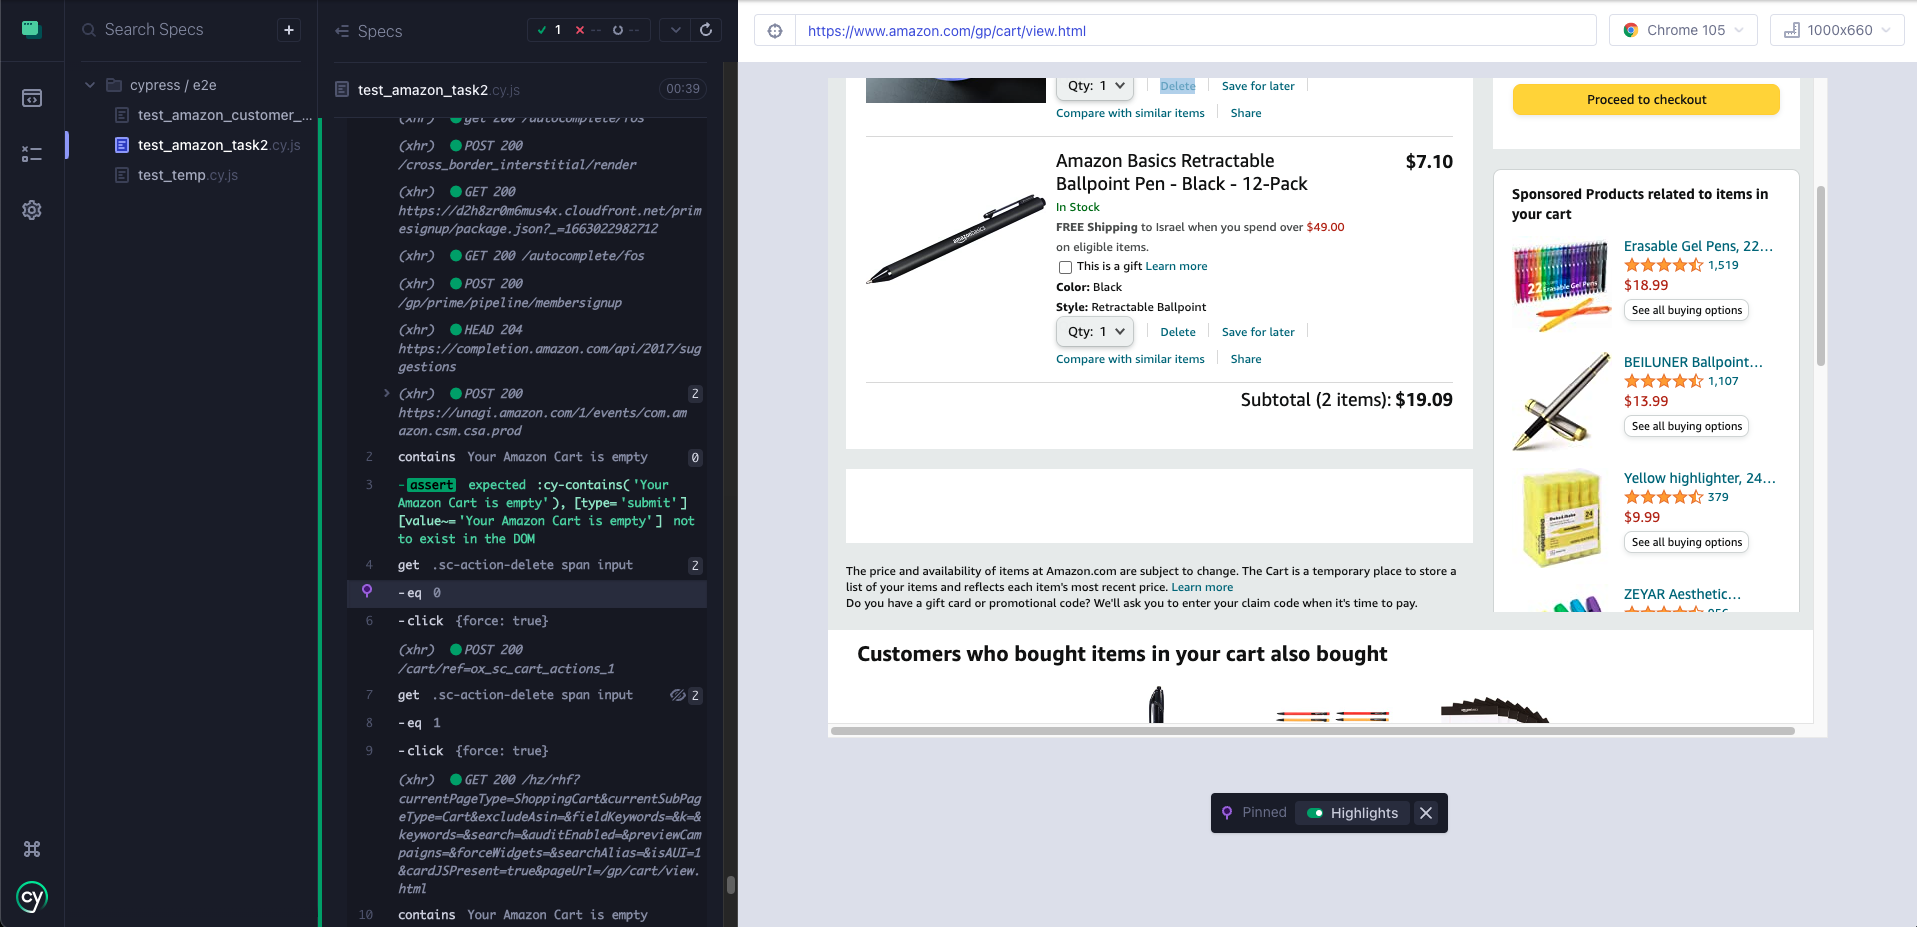 Search Specs
+
cypress / e2e
test_amazon_customer_...
test_amazon_task2.cy.js
test_temp.cy.js
cy
Specs
1 -- --
test_amazon_task2.cy.js
00:39
(xhr) get 200 /autocomplete/fos
(xhr) POST 200
/cross_border_interstitial/render
(xhr) GET 200
https://d2h8zr0m6mus4x.cloudfront.net/prim
esignup/package.json?_=1663022982712
(xhr) GET 200 /autocomplete/fos
(xhr) POST 200
/gp/prime/pipeline/membersignup
(xhr) HEAD 204
https://completion.amazon.com/api/2017/sug
gestions
(xhr) POST 200 2
https://unagi.amazon.com/1/events/com.am
azon.csm.csa.prod
2 contains Your Amazon Cart is empty 0
3 -assert expected :cy-contains('Your
Amazon Cart is empty'), [type='submit']
[value~='Your Amazon Cart is empty'] not
to exist in the DOM
4 get .sc-action-delete span input 2
-eq 0
6 -click {force: true}
(xhr) POST 200
/cart/ref=ox_sc_cart_actions_1
7 get .sc-action-delete span input 2
8 -eq 1
9 -click {force: true}
(xhr) GET 200 /hz/rhf?
currentPageType=ShoppingCart&currentSubPag
eType=Cart&excludeAsin=&fieldKeywords=&k=&
keywords=&search=&auditEnabled=&previewCam
paigns=&forceWidgets=&searchAlias=&isAUI=1
&cardJSPresent=true&pageUrl=/gp/cart/view.
html
10 contains Your Amazon Cart is empty
https://www.amazon.com/gp/cart/view.html
Chrome 105
1000x660
Qty: 1
Delete
Save for later
Compare with similar items
Share
Amazon Basics Retractable
Ballpoint Pen - Black - 12-Pack
$7.10
amazonbasics
In Stock
FREE Shipping to Israel when you spend over $49.00
on eligible items.
This is a gift Learn more
Color: Black
Style: Retractable Ballpoint
Qty: 1
Delete
Save for later
Compare with similar items
Share
Subtotal (2 items): $19.09
The price and availability of items at Amazon.com are subject to change. The Cart is a temporary place to store a
list of your items and reflects each item's most recent price. Learn more
Do you have a gift card or promotional code? We'll ask you to enter your claim code when it's time to pay.
Proceed to checkout
Sponsored Products related to items in
your cart
22 Erasable Gel Pens
Erasable Gel Pens, 22...
1,519
$18.99
See all buying options
BEILUNER Ballpoint...
1,107
$13.99
See all buying options
24
Yellow highlighter, 24...
379
$9.99
See all buying options
ZEYAR Aesthetic...
956
Customers who bought items in your cart also bought
Pinned
Highlights